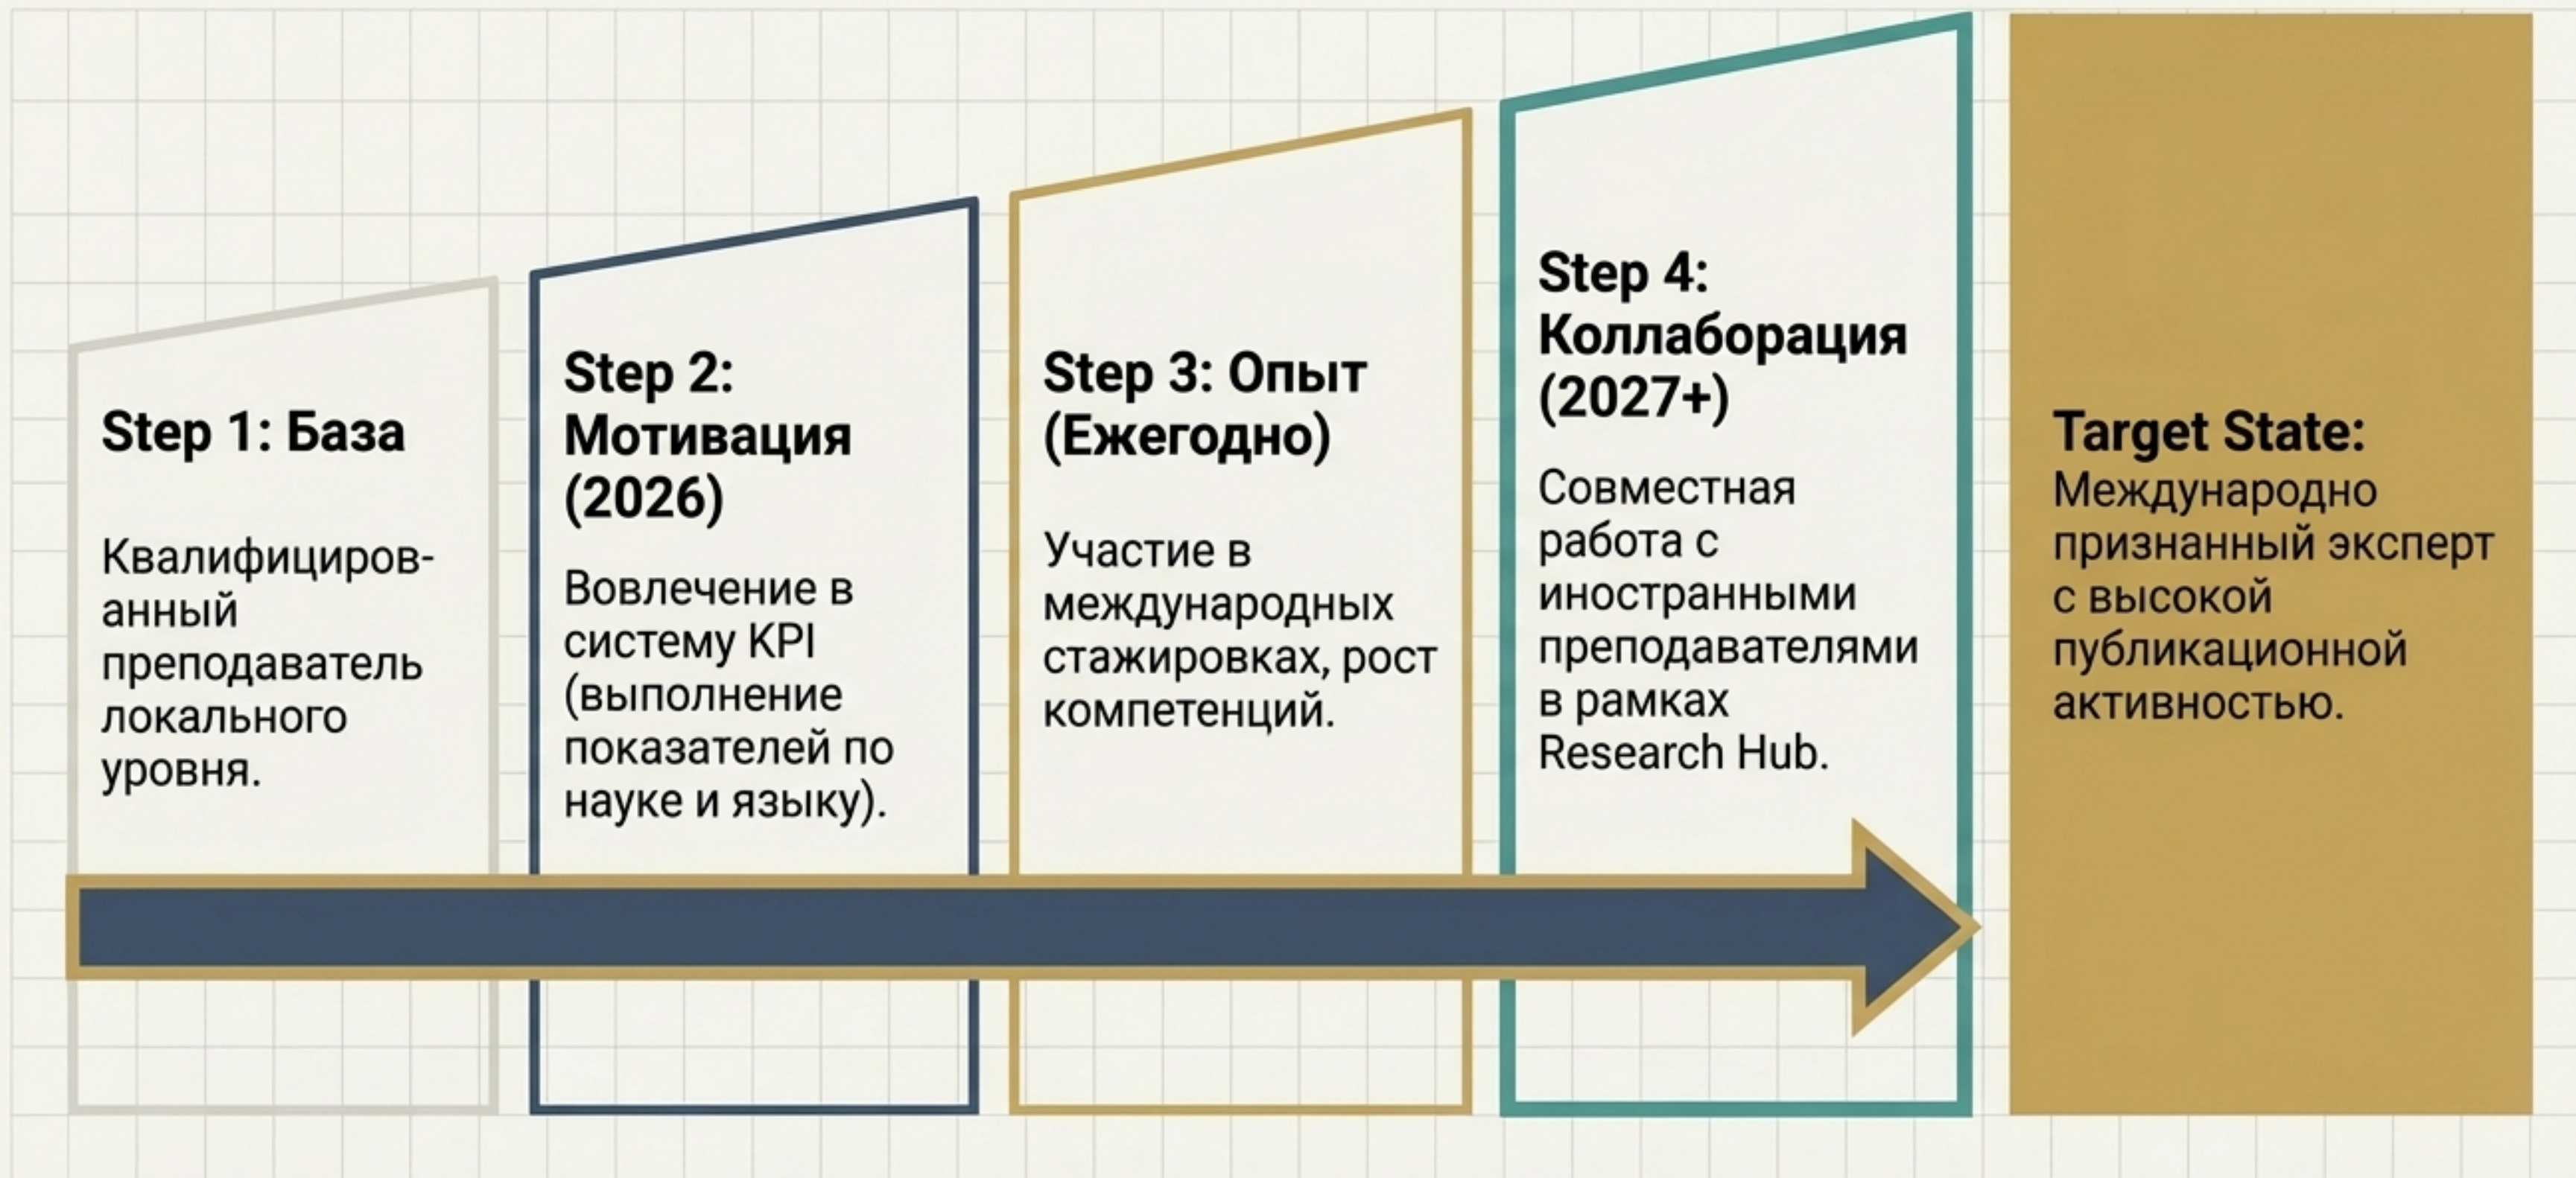 Step 1: База
Квалифициров-
анный
преподаватель
локального
уровня.
Step 2:
Мотивация
(2026)
Вовлечение в
систему KPI
(выполнение
показателей по
науке и языку).
Step 3: Опыт
(Ежегодно)
Участие в
международных
стажировках, рост
компетенций.
Step 4:
Коллаборация
(2027+)
Совместная
работа с
иностранными
преподавателями
в рамках
Research Hub.
Target State:
Международно
признанный эксперт
с высокой
публикационной
активностью.